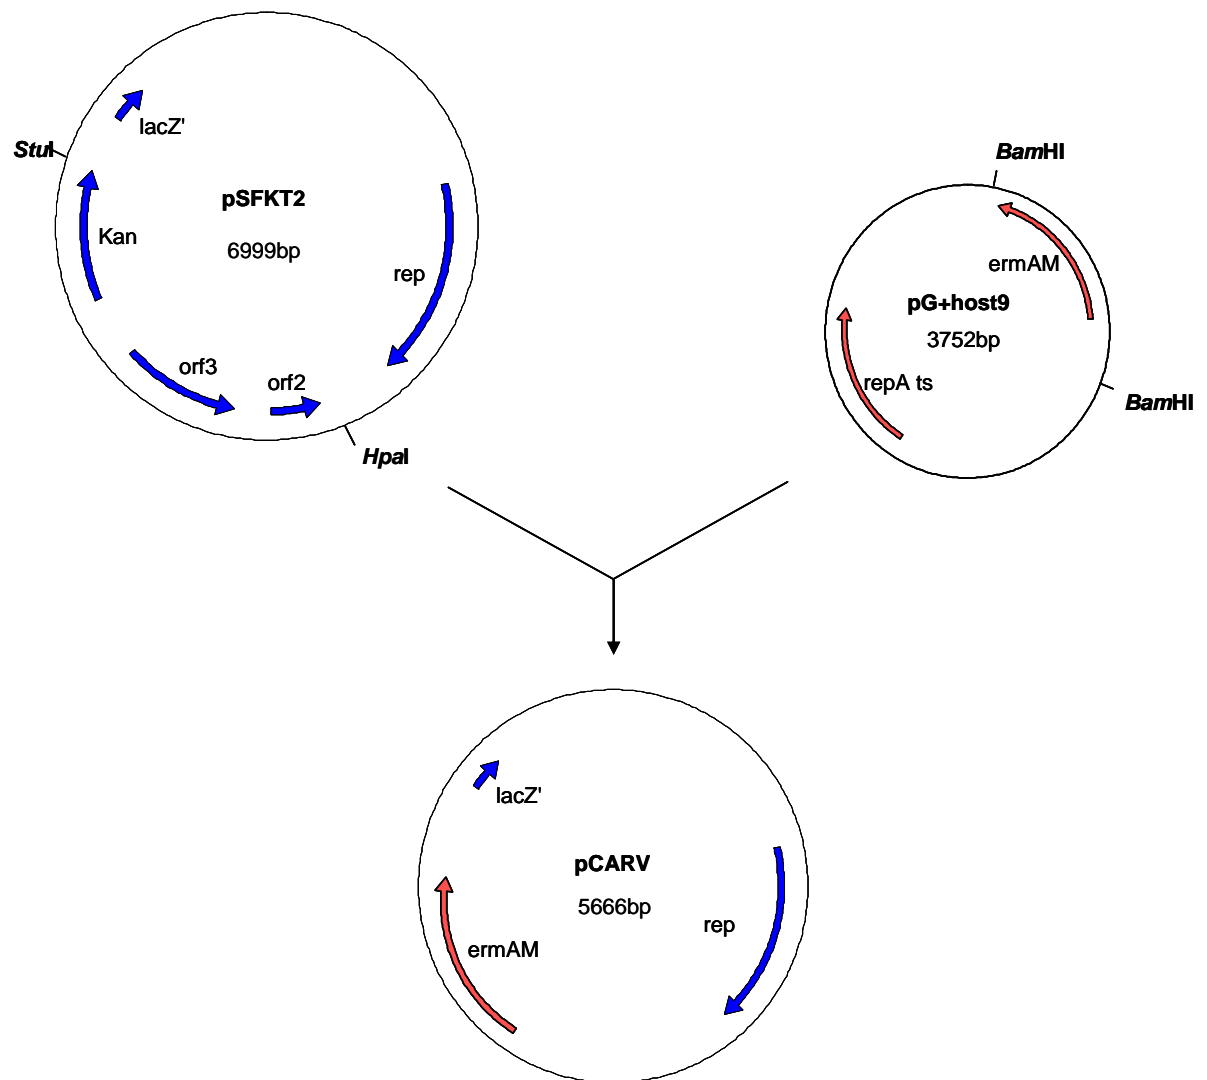 lacZ'
StuI
pSFKT2
Kan
6999bp
rep
orf3
orf2
HpaI
BamHI
ermAM
pG+host9
3752bp
repA ts
BamHI
lacZ'
pCARV
5666bp
rep
ermAM